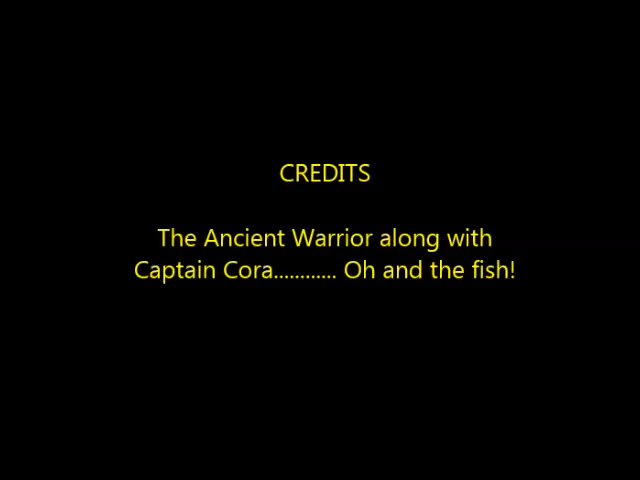 CREDITS
The Ancient Warrior along with
Captain Cora............ Oh and the fish!